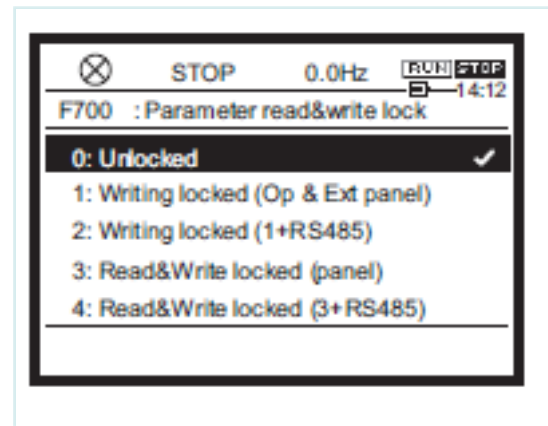 STOP 0.0Hz RUN STOP
14:12
F700 : Parameter read&write lock
0: Unlocked
1: Writing locked (Op & Ext panel)
2: Writing locked (1+RS485)
3: Read&Write locked (panel)
4: Read&Write locked (3+RS485)